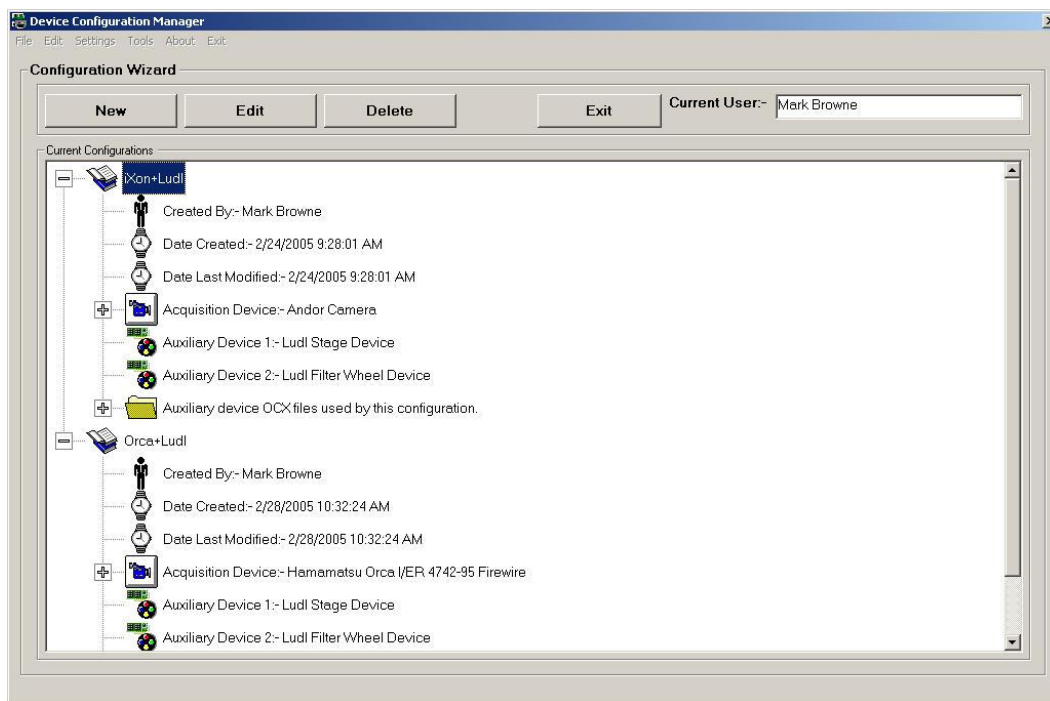 Device Configuration Manager
File Edit Settings Tools About Exit
Configuration Wizard
New Edit Delete Exit Current User:- Mark Browne
Current Configurations
iXon+Ludl
Created By:- Mark Browne
Date Created:- 2/24/2005 9:28:01 AM
Date Last Modified:- 2/24/2005 9:28:01 AM
Acquisition Device:- Andor Camera
Auxiliary Device 1:- Ludl Stage Device
Auxiliary Device 2:- Ludl Filter Wheel Device
Auxiliary device OCX files used by this configuration.
Orca+Ludl
Created By:- Mark Browne
Date Created:- 2/28/2005 10:32:24 AM
Date Last Modified:- 2/28/2005 10:32:24 AM
Acquisition Device:- Hamamatsu Orca I/ER 4742-95 Firewire
Auxiliary Device 1:- Ludl Stage Device
Auxiliary Device 2:- Ludl Filter Wheel Device